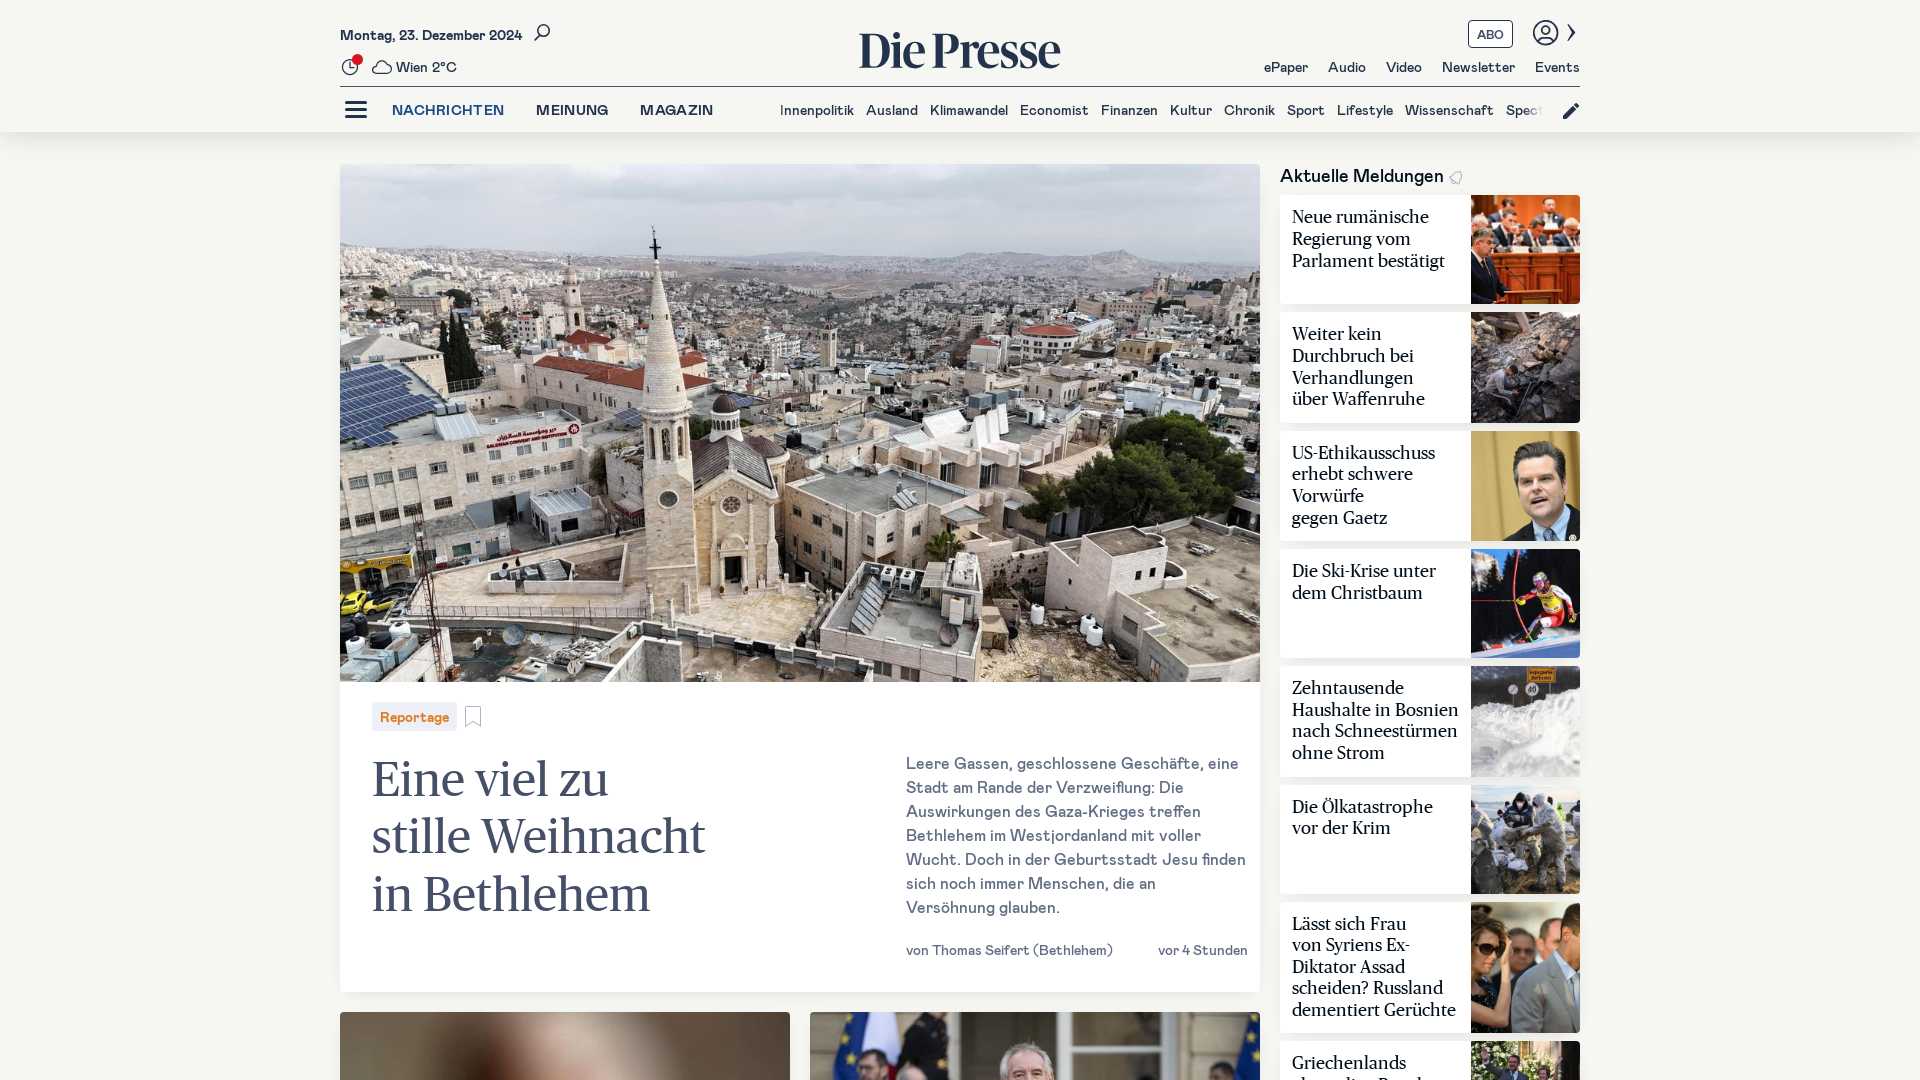 Montag, 23. Dezember 2024
Wien 2°C
Die Presse
ABO
ePaper Audio Video Newsletter Events
NACHRICHTEN MEINUNG MAGAZIN
Innenpolitik Ausland Klimawandel Economist Finanzen Kultur Chronik Sport Lifestyle Wissenschaft
Reportage
Eine viel zu
stille Weihnacht
in Bethlehem
Leere Gassen, geschlossene Geschäfte, eine
Stadt am Rande der Verzweiflung: Die
Auswirkungen des Gaza-Krieges treffen
Bethlehem im Westjordanland mit voller
Wucht. Doch in der Geburtsstadt Jesu finden
sich noch immer Menschen, die an
Versöhnung glauben.
von Thomas Seifert (Bethlehem) vor 4 Stunden
Aktuelle Meldungen
Neue rumänische
Regierung vom
Parlament bestätigt
Weiter kein
Durchbruch bei
Verhandlungen
über Waffenruhe
US-Ethikausschuss
erhebt schwere
Vorwürfe
gegen Gaetz
Die Ski-Krise unter
dem Christbaum
Zehntausende
Haushalte in Bosnien
nach Schneestürmen
ohne Strom
Die Ölkatastrophe
vor der Krim
Lässt sich Frau
von Syriens Ex-
Diktator Assad
scheiden? Russland
dementiert Gerüchte
Griechenlands